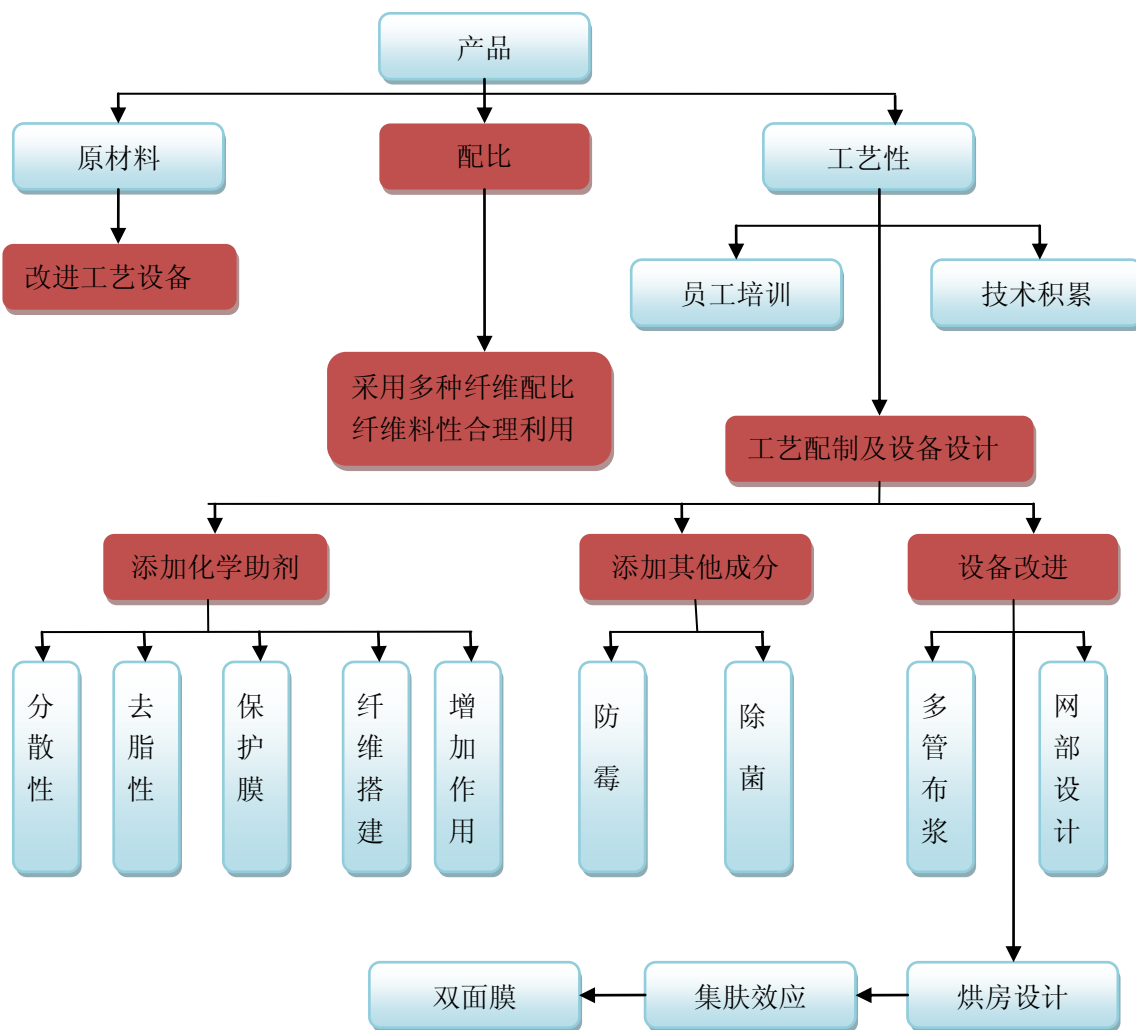 产品
原材料
配比
工艺性
改进工艺设备
员工培训
技术积累
采用多种纤维配比
纤维料性合理利用
工艺配制及设备设计
添加化学助剂
添加其他成分
设备改进
分散性
去脂性
保护膜
纤维搭建
增加作用
防霉
除菌
多管布浆
网部设计
双面膜
集肤效应
烘房设计